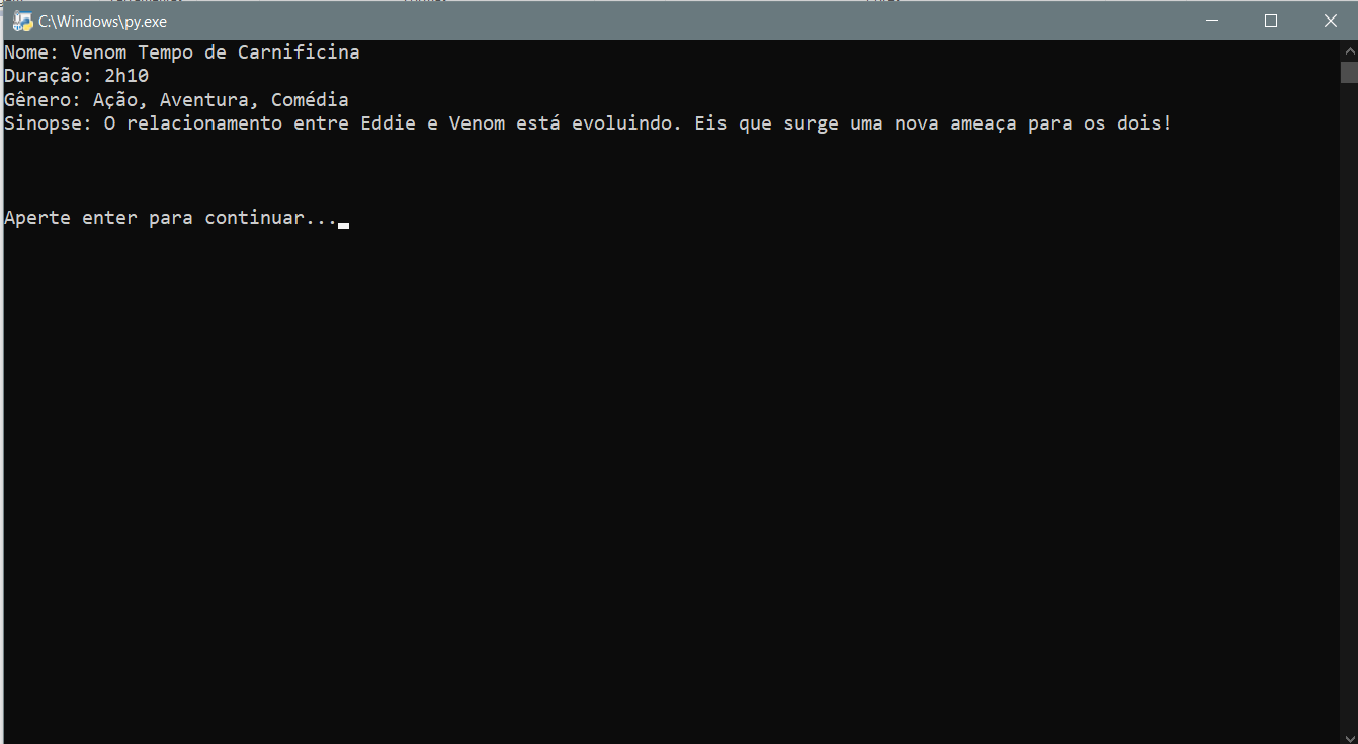 C:\Windows\py.exe
Nome: Venom Tempo de Carnificina
Duração: 2h10
Gênero: Ação, Aventura, Comédia
Sinopse: O relacionamento entre Eddie e Venom está evoluindo. Eis que surge uma nova ameaça para os dois!
Aperte enter para continuar...